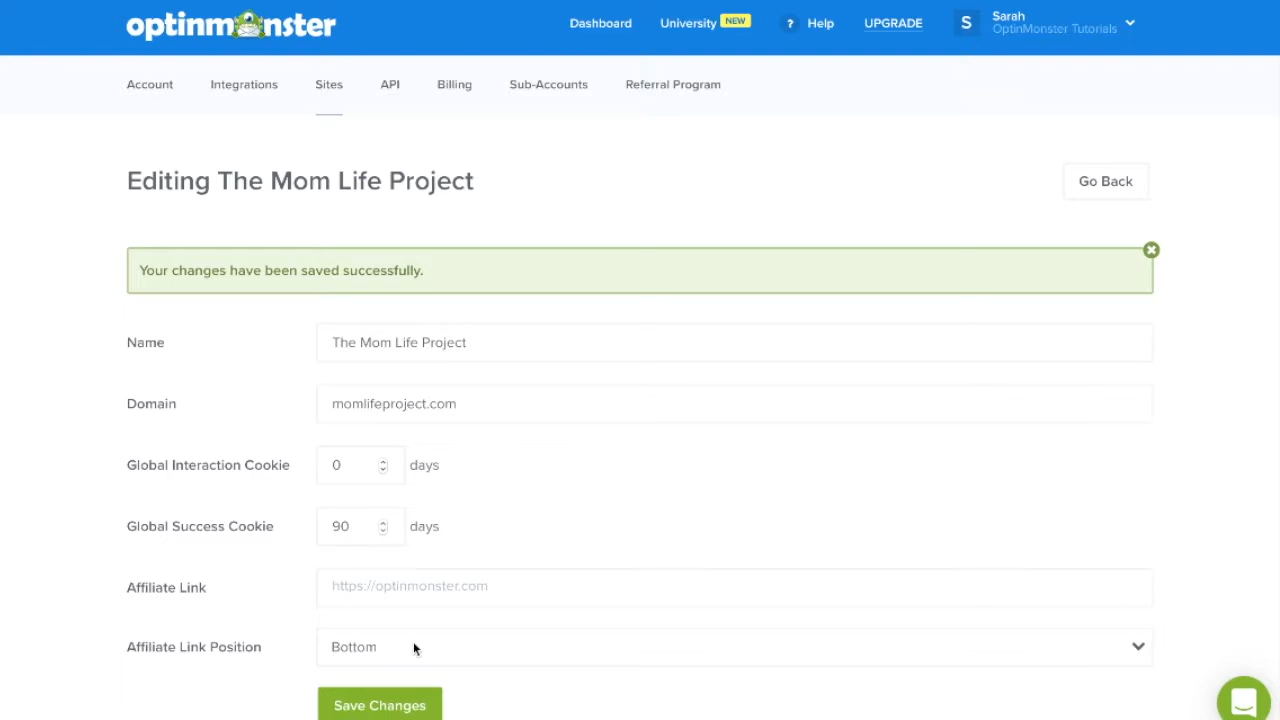 optinmonster
Dashboard
University NEW
? Help
UPGRADE
S
Sarah
OptinMonster Tutorials
Account
Integrations
Sites
API
Billing
Sub-Accounts
Referral Program
Editing The Mom Life Project
Go Back
Your changes have been saved successfully.
Name
The Mom Life Project
Domain
momlifeproject.com
Global Interaction Cookie
0 days
Global Success Cookie
90 days
Affiliate Link
https://optinmonster.com
Affiliate Link Position
Bottom
Save Changes